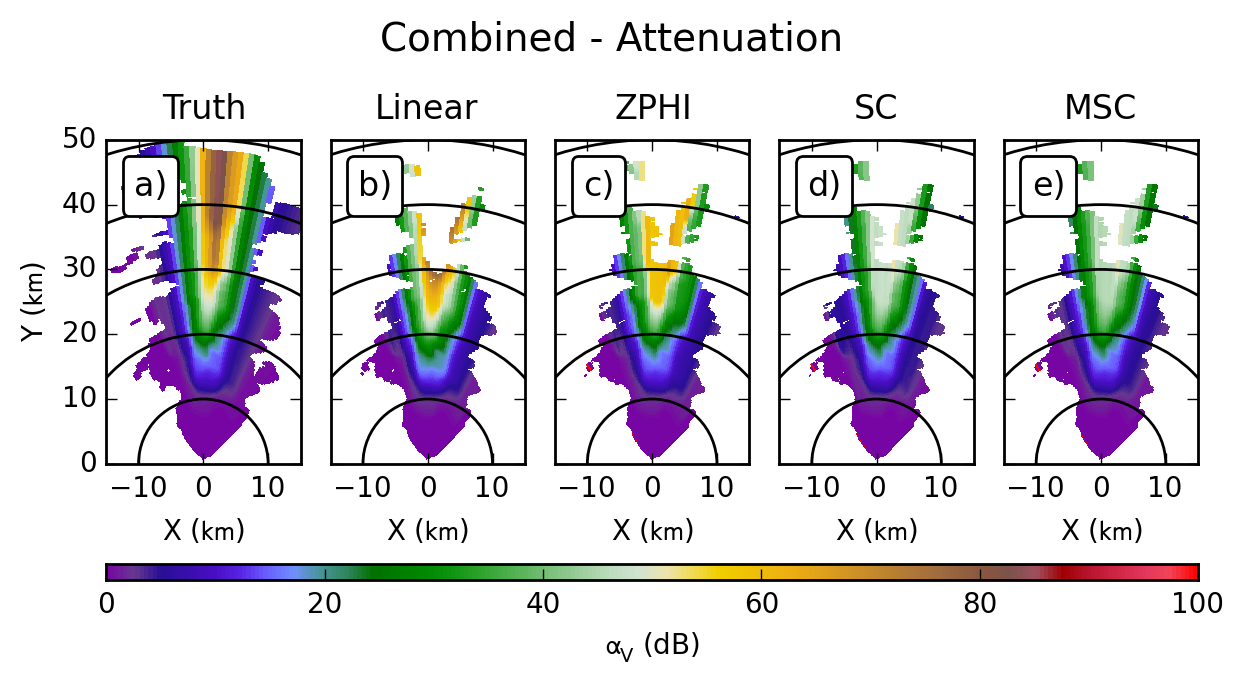 Combined - Attenuation
Truth Linear ZPHI SC MSC
a) b) c) d) e)
50
40
30
20
10
0
Y (km)
−10 0 10 −10 0 10 −10 0 10 −10 0 10 −10 0 10
X (km) X (km) X (km) X (km) X (km)
0 20 40 60 80 100
αV (dB)